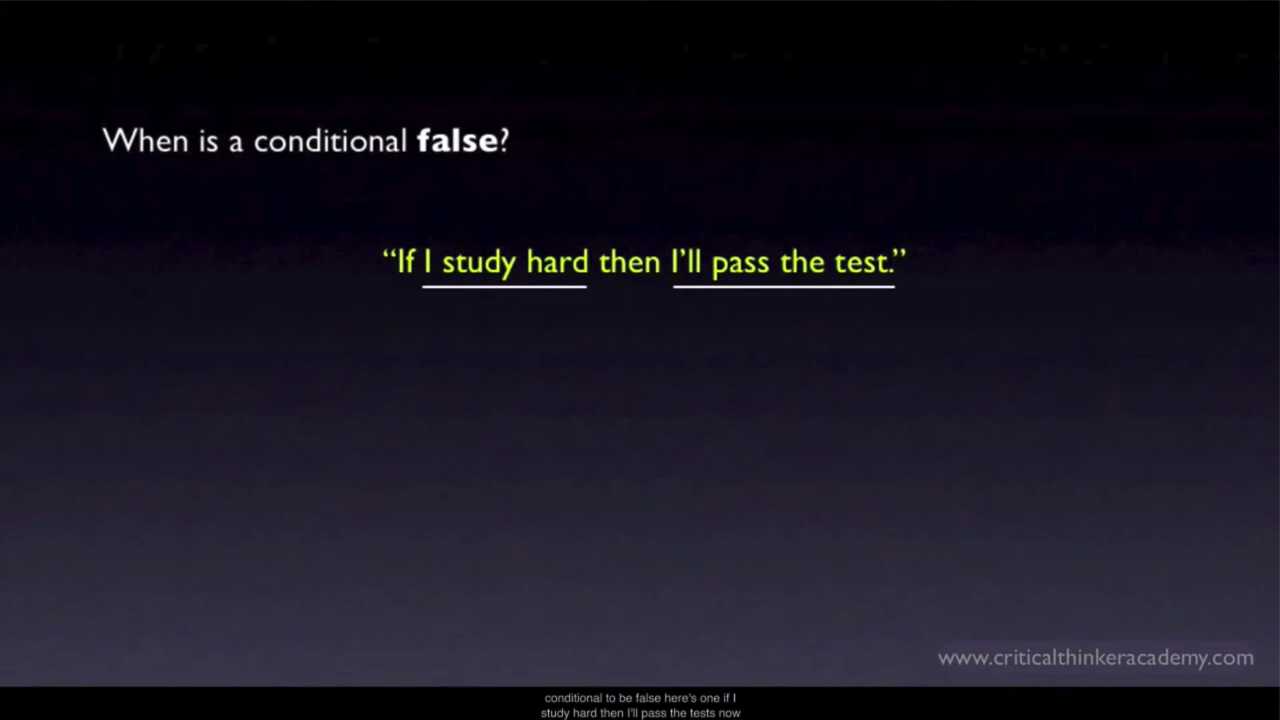 When is a conditional false?
“If I study hard then I’ll pass the test.”
www.criticalthinkeracademy.com
conditional to be false here's one if I
study hard then I'll pass the tests now